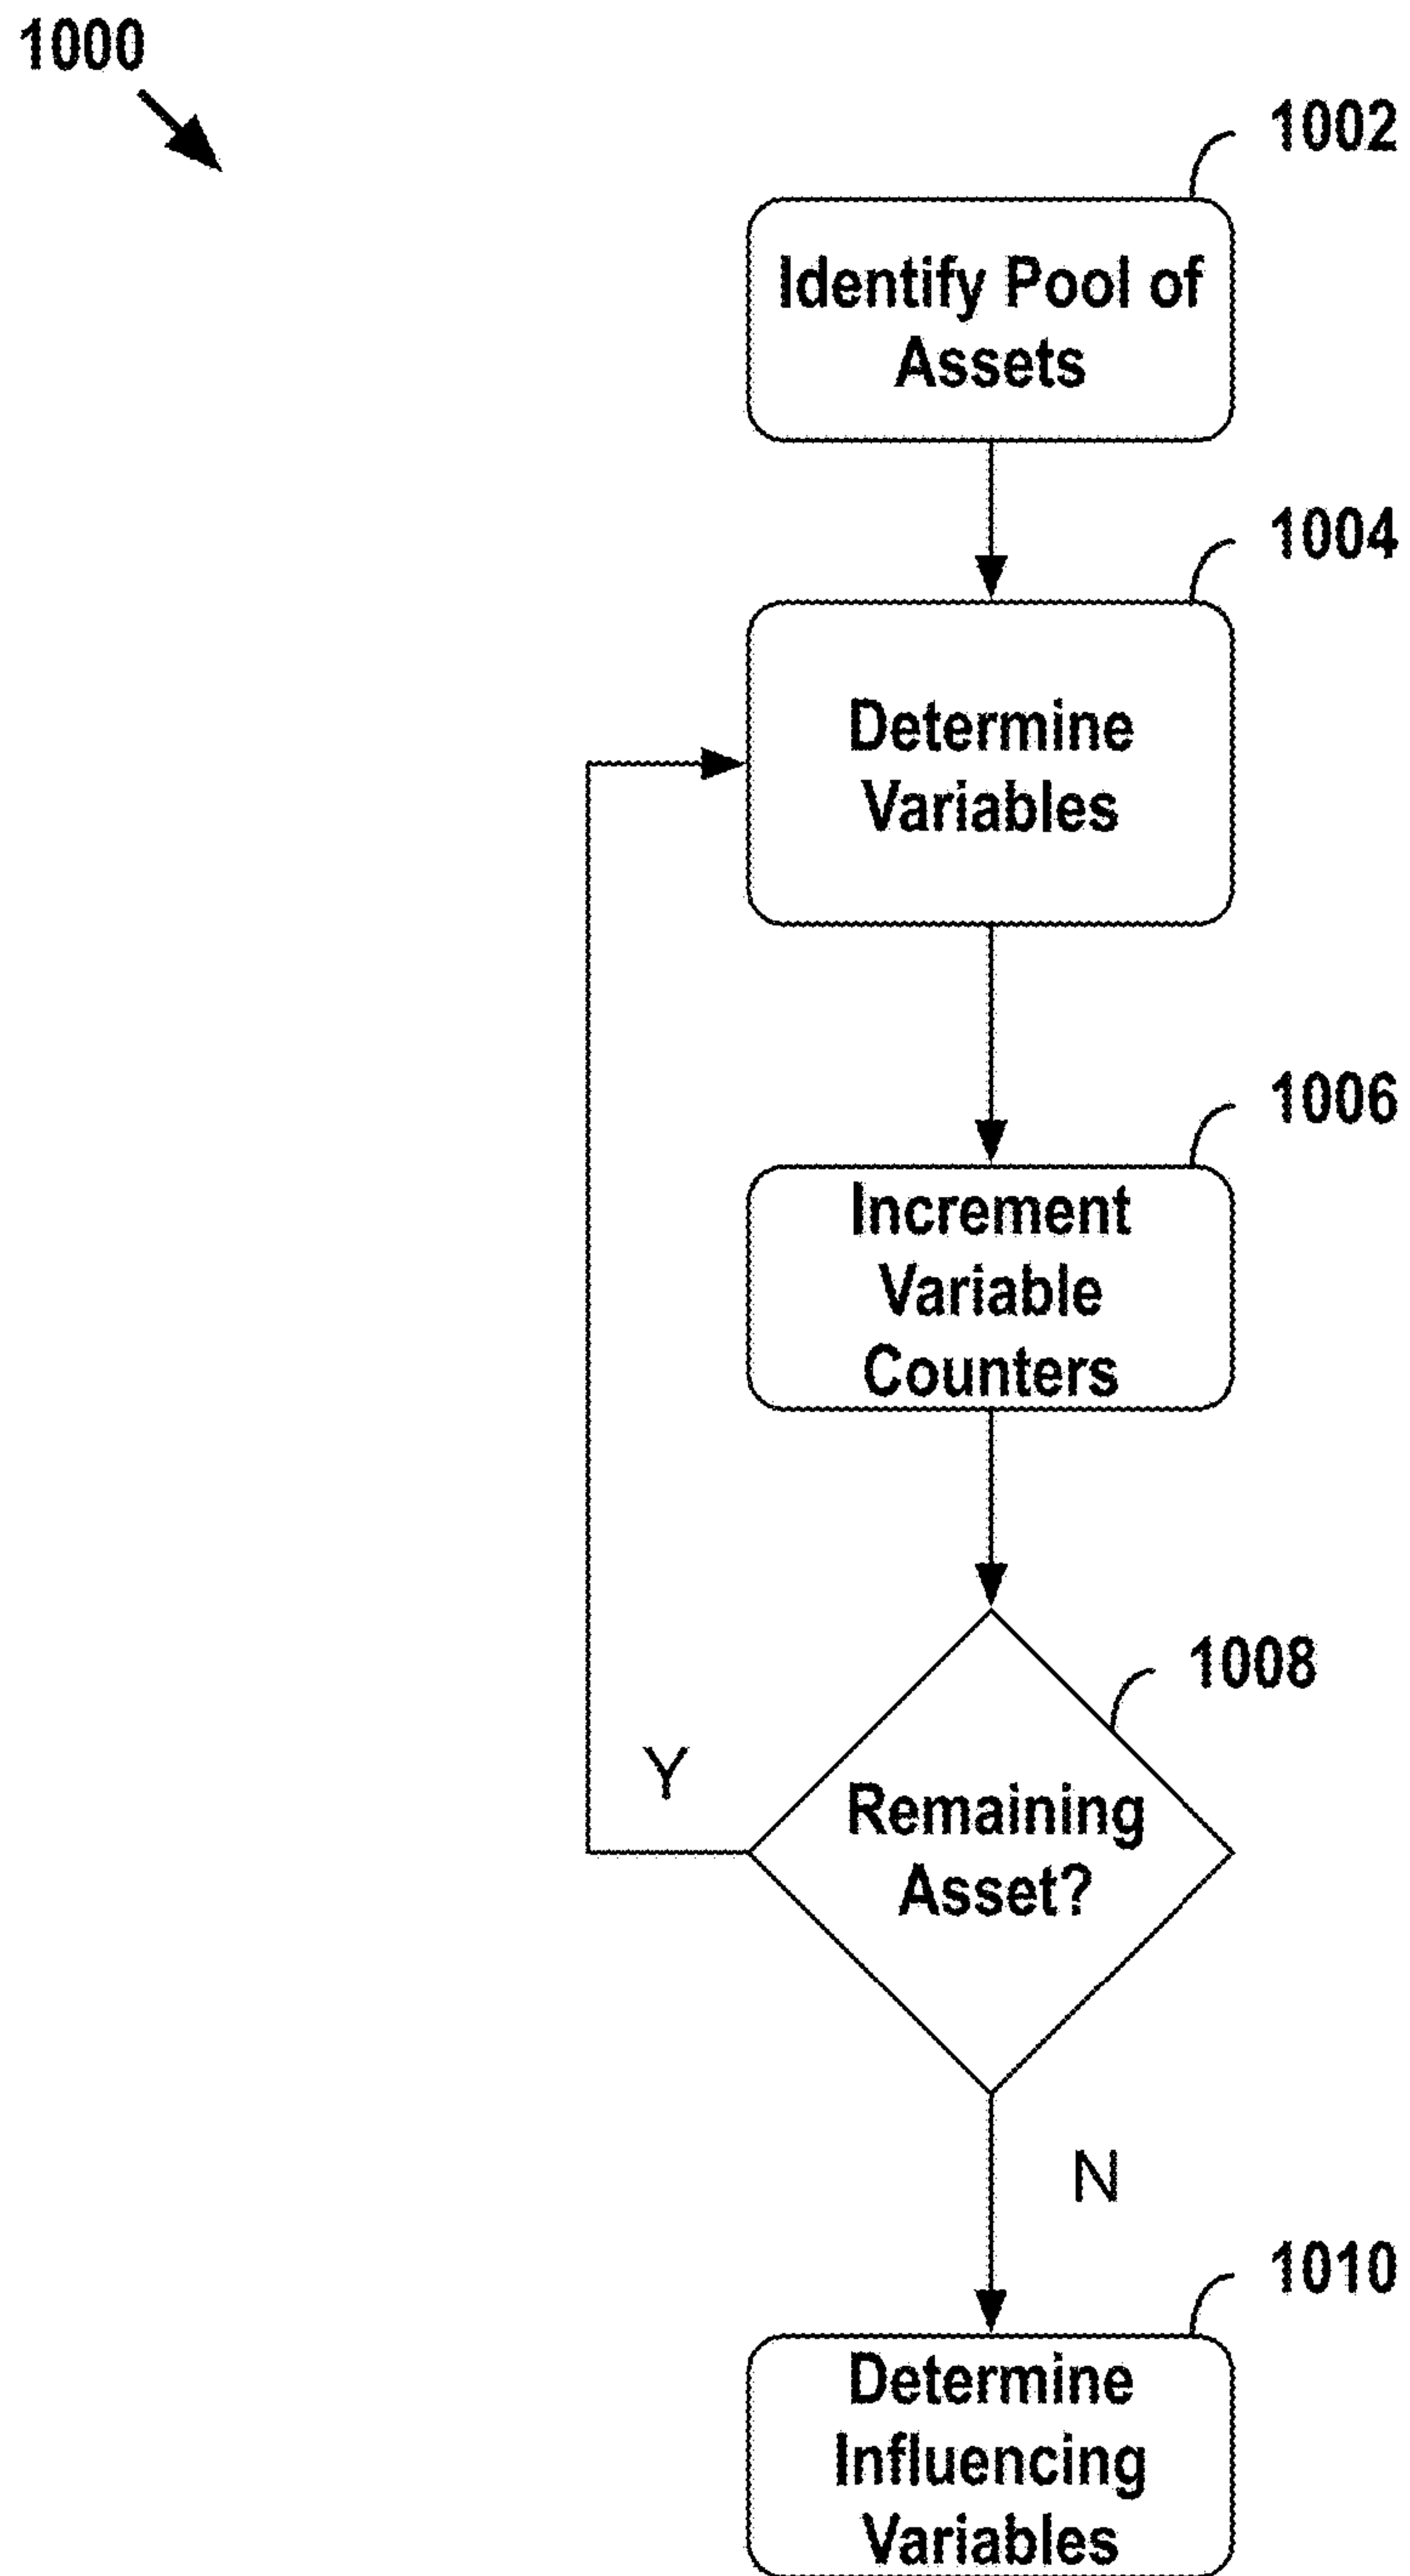 1000
1002
Identify Pool of
Assets
1004
Determine
Variables
1006
Increment
Variable
Counters
1008
Y
Remaining
Asset?
N
1010
Determine
Influencing
Variables